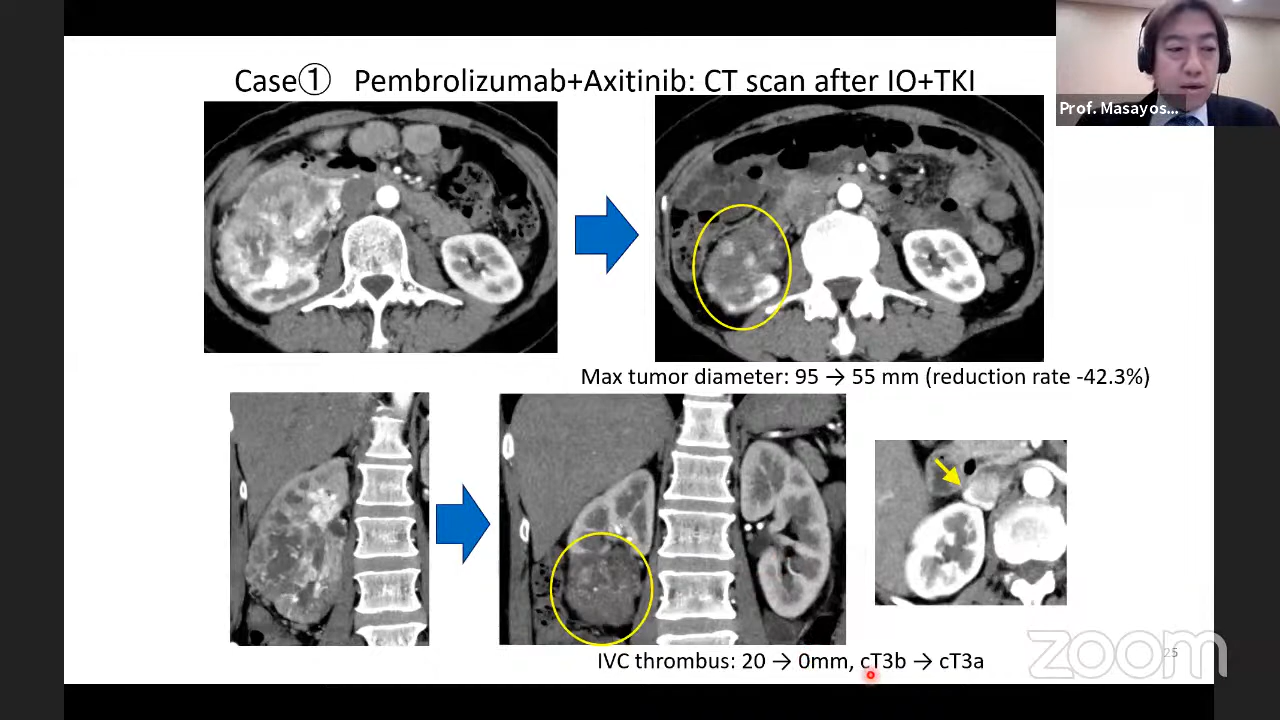 Case① Pembrolizumab+Axitinib: CT scan after IO+TKI
Prof. Masayos...
Max tumor diameter: 95 → 55 mm (reduction rate -42.3%)
IVC thrombus: 20 → 0mm, cT3b → cT3a
25
zoom